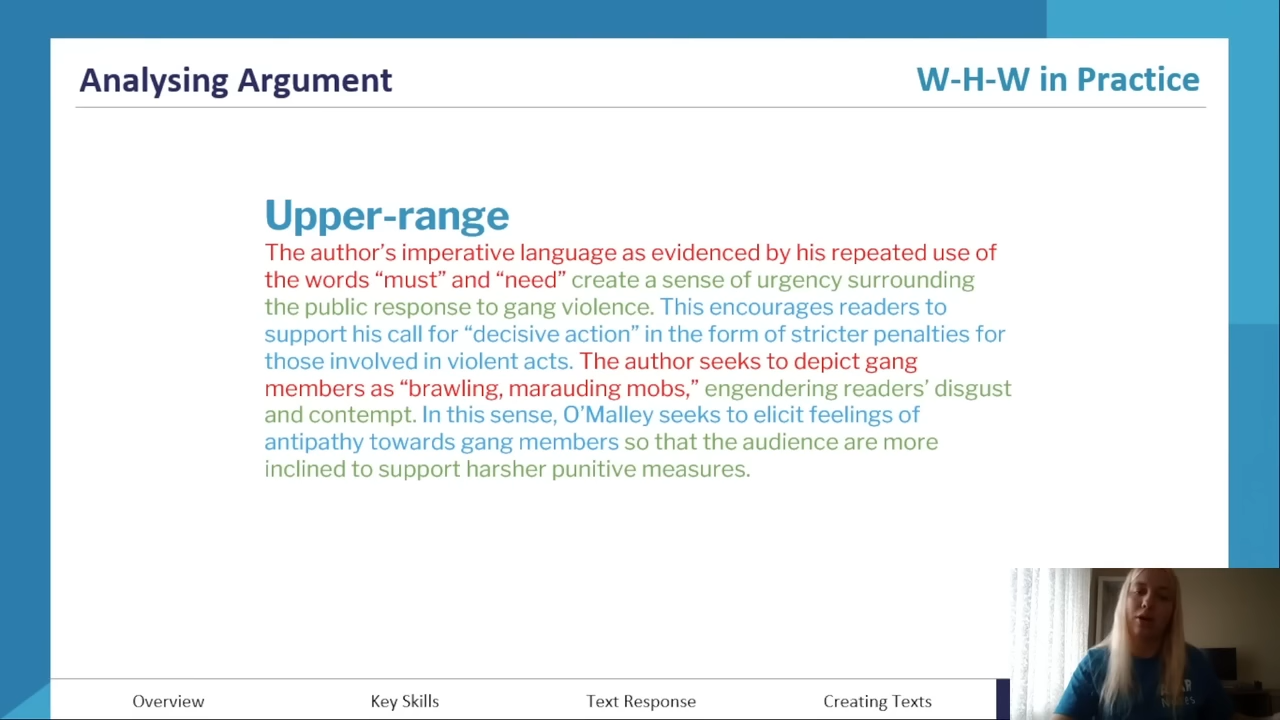 Analysing Argument
W-H-W in Practice
Upper-range
The author’s imperative language as evidenced by his repeated use of
the words “must” and “need” create a sense of urgency surrounding
the public response to gang violence. This encourages readers to
support his call for “decisive action” in the form of stricter penalties for
those involved in violent acts. The author seeks to depict gang
members as “brawling, marauding mobs,” engendering readers’ disgust
and contempt. In this sense, O’Malley seeks to elicit feelings of
antipathy towards gang members so that the audience are more
inclined to support harsher punitive measures.
Overview
Key Skills
Text Response
Creating Texts